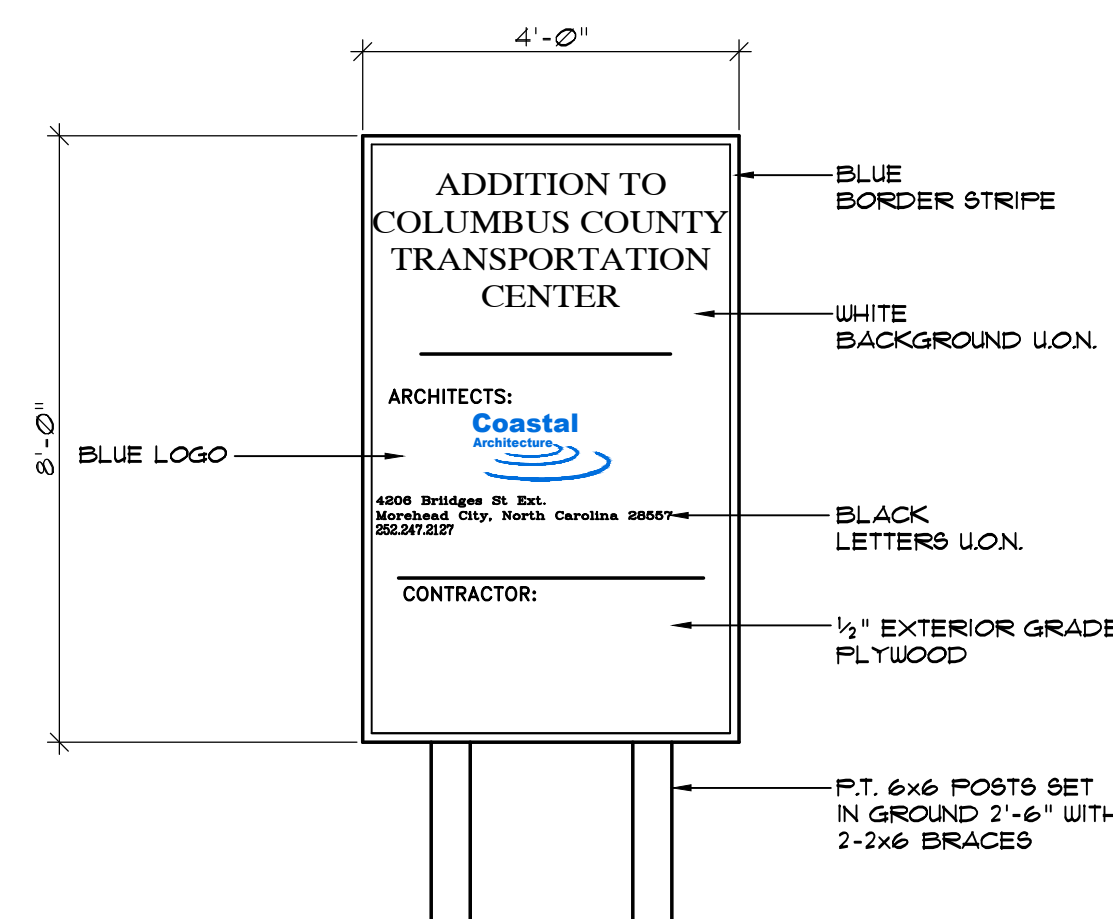 4'-0"
ADDITION TO
COLUMBUS COUNTY
TRANSPORTATION
CENTER
BLUE
BORDER STRIPE
WHITE
BACKGROUND U.O.N.
ARCHITECTS:
Coastal
Architecture
8'-0"
BLUE LOGO
4206 Briidges St Ext.
Morehead City, North Carolina 28557
252.247.2127
BLACK
LETTERS U.O.N.
CONTRACTOR:
1/2" EXTERIOR GRADE
PLYWOOD
P.T. 6x6 POSTS SET
IN GROUND 2'-6" WITH
2-2x6 BRACES